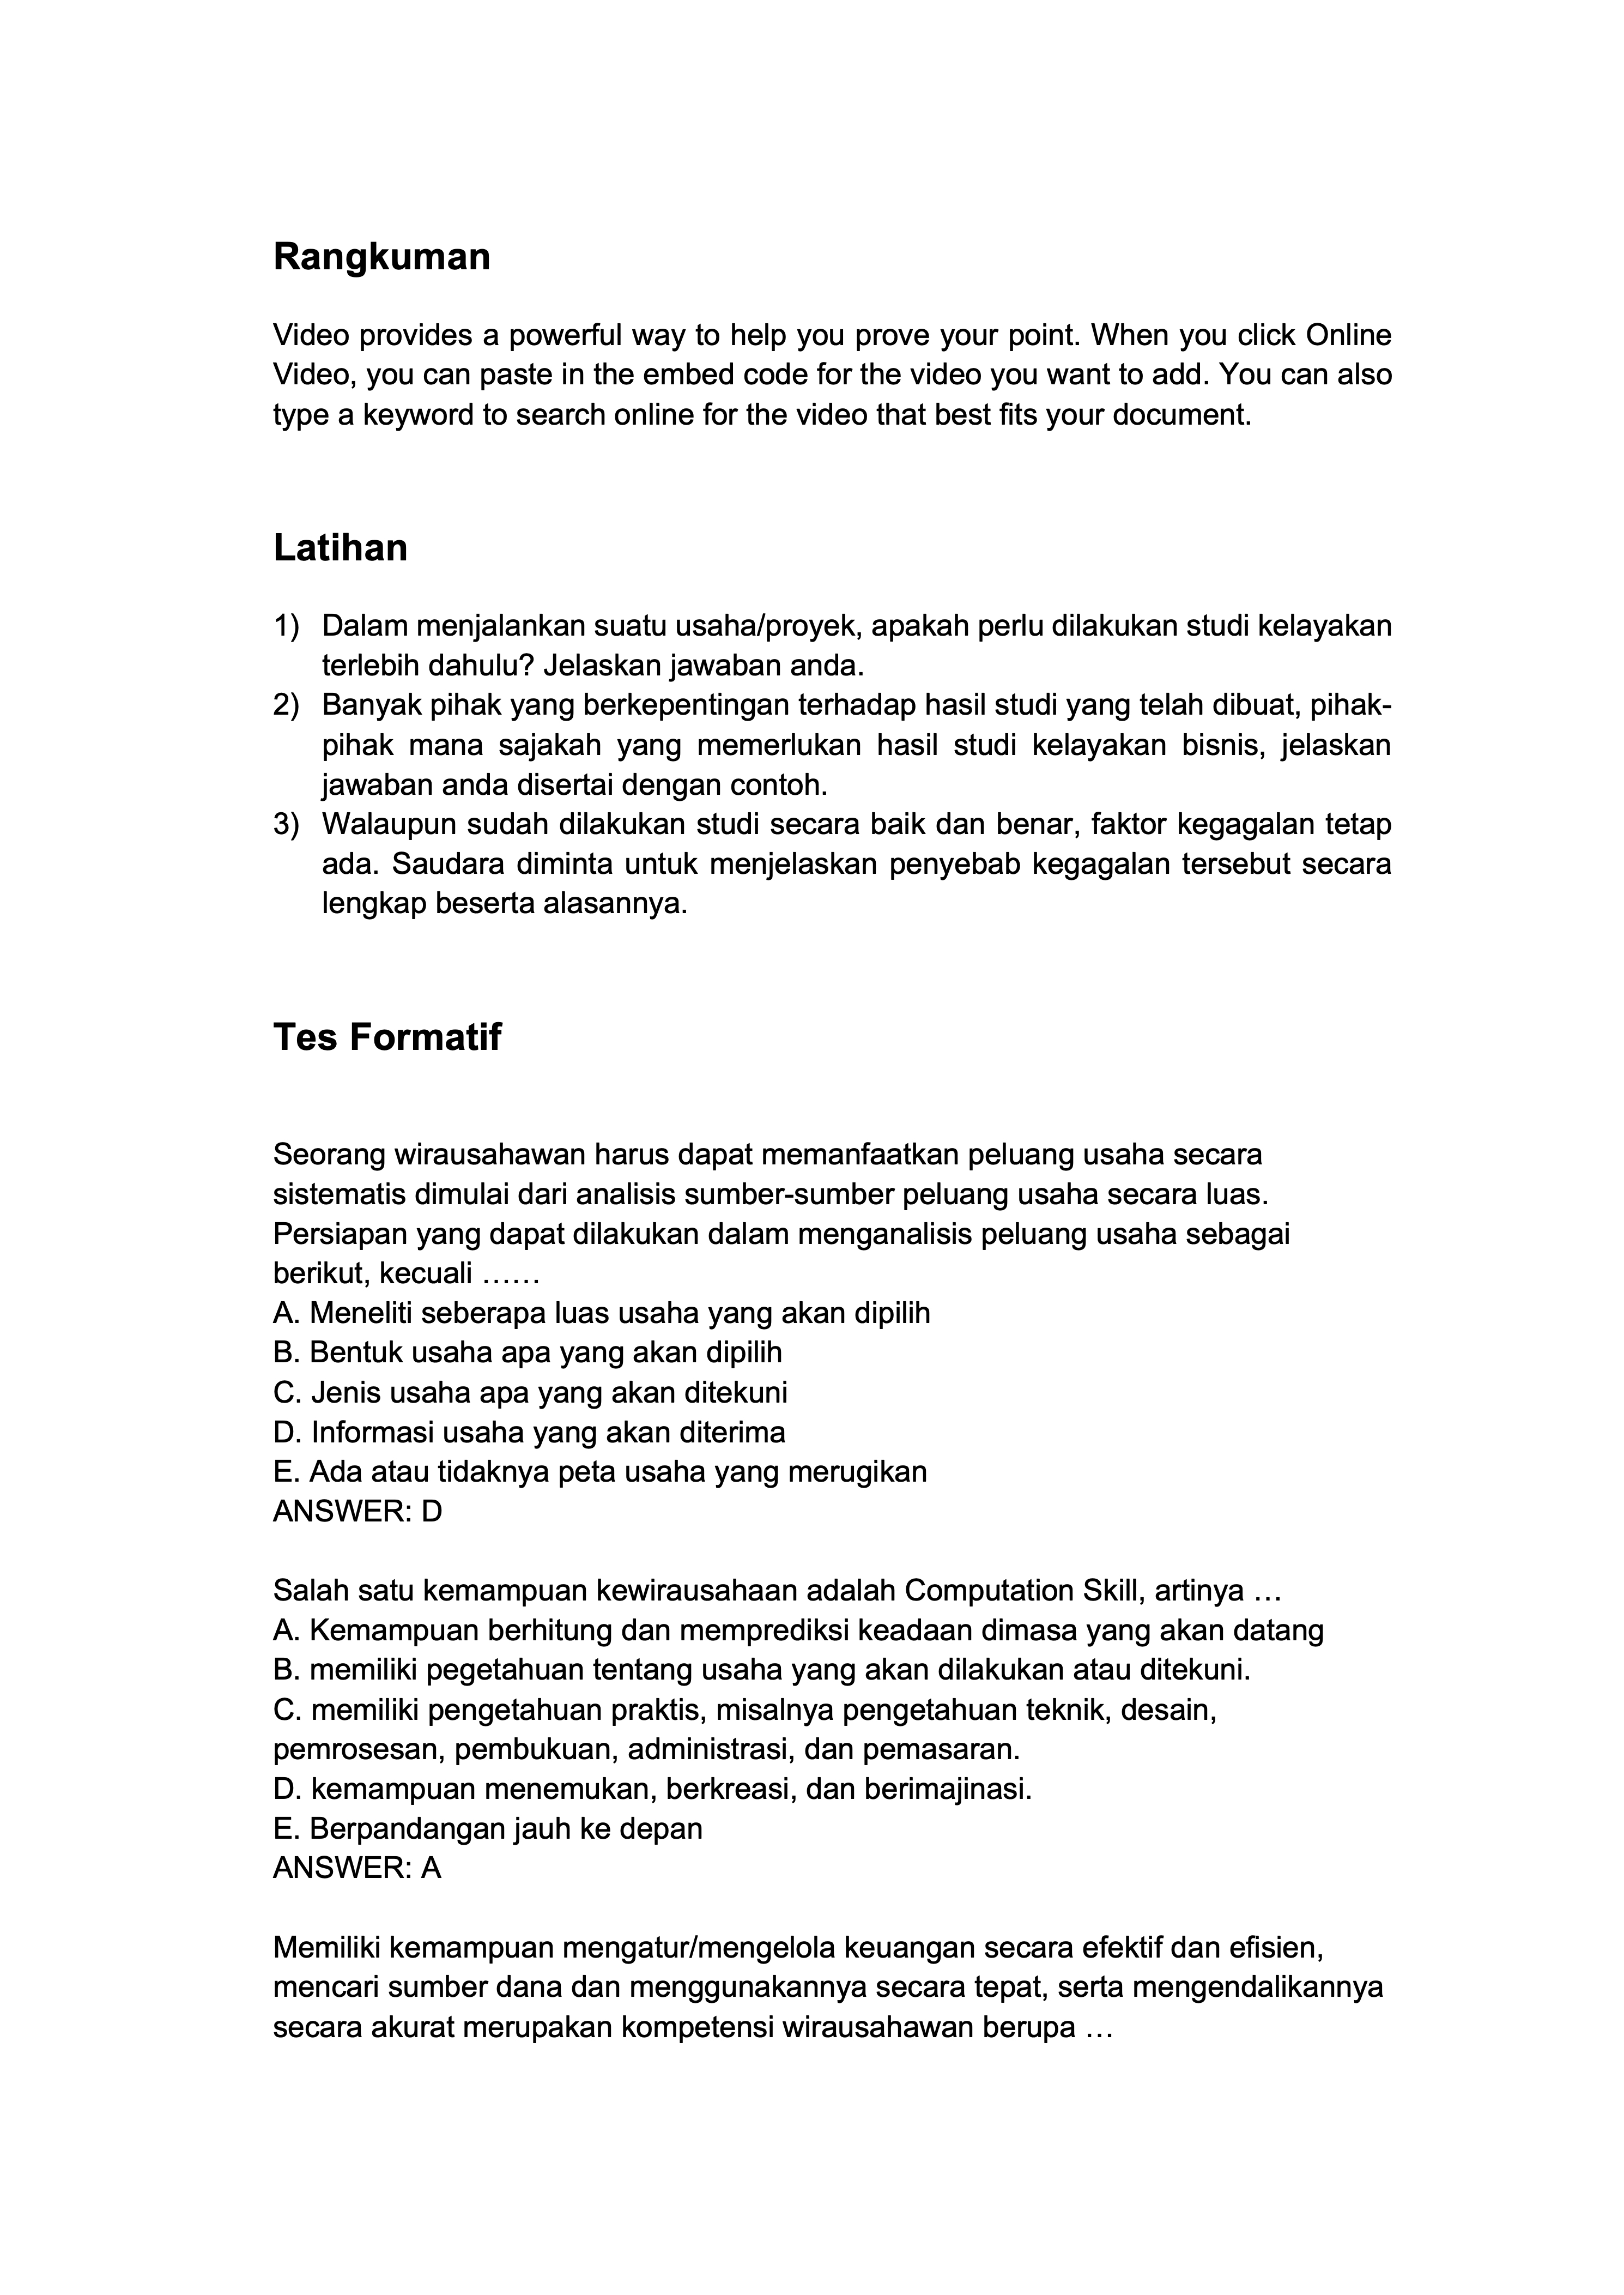 Rangkuman
Video provides a powerful way to help you prove your point. When you click Online
Video, you can paste in the embed code for the video you want to add. You can also
type a keyword to search online for the video that best fits your document.
Latihan
1) Dalam menjalankan suatu usaha/proyek, apakah perlu dilakukan studi kelayakan
terlebih dahulu? Jelaskan jawaban anda.
2) Banyak pihak yang berkepentingan terhadap hasil studi yang telah dibuat, pihak-
pihak mana sajakah yang memerlukan hasil studi kelayakan bisnis, jelaskan
jawaban anda disertai dengan contoh.
3) Walaupun sudah dilakukan studi secara baik dan benar, faktor kegagalan tetap
ada. Saudara diminta untuk menjelaskan penyebab kegagalan tersebut secara
lengkap beserta alasannya.
Tes Formatif
Seorang wirausahawan harus dapat memanfaatkan peluang usaha secara
sistematis dimulai dari analisis sumber-sumber peluang usaha secara luas.
Persiapan yang dapat dilakukan dalam menganalisis peluang usaha sebagai
berikut, kecuali ……
A. Meneliti seberapa luas usaha yang akan dipilih
B. Bentuk usaha apa yang akan dipilih
C. Jenis usaha apa yang akan ditekuni
D. Informasi usaha yang akan diterima
E. Ada atau tidaknya peta usaha yang merugikan
ANSWER: D
Salah satu kemampuan kewirausahaan adalah Computation Skill, artinya …
A. Kemampuan berhitung dan memprediksi keadaan dimasa yang akan datang
B. memiliki pegetahuan tentang usaha yang akan dilakukan atau ditekuni.
C. memiliki pengetahuan praktis, misalnya pengetahuan teknik, desain,
pemrosesan, pembukuan, administrasi, dan pemasaran.
D. kemampuan menemukan, berkreasi, dan berimajinasi.
E. Berpandangan jauh ke depan
ANSWER: A
Memiliki kemampuan mengatur/mengelola keuangan secara efektif dan efisien,
mencari sumber dana dan menggunakannya secara tepat, serta mengendalikannya
secara akurat merupakan kompetensi wirausahawan berupa …